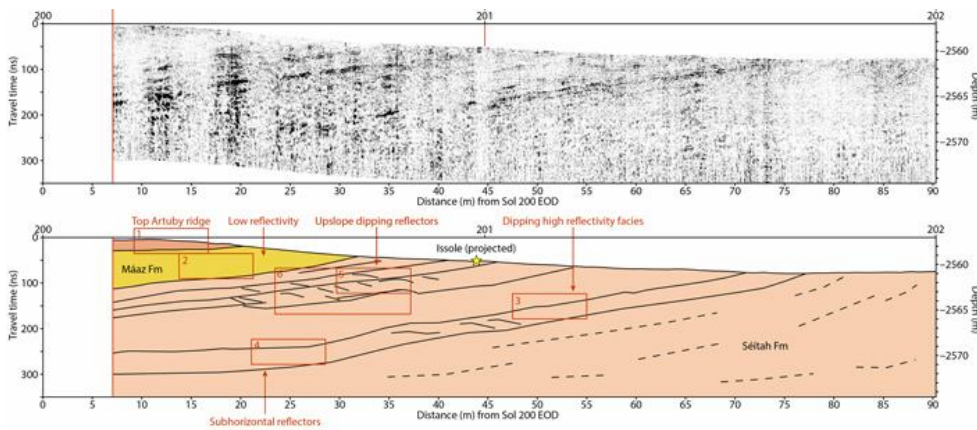 200 201 202
0
100
200
300
Travel time (ns)
−2560
−2565
−2570
Depth (m)
0 5 10 15 20 25 30 35 40 45 50 55 60 65 70 75 80 85 90
Distance (m) from Sol 200 EOD
Top Artuby ridge Low reflectivity Upslope dipping reflectors Dipping high reflectivity facies
200 201 202
0
100
200
300
Travel time (ns)
1
2
Máaz Fm
6
5
Issole (projected)
3
4
Séítah Fm
−2560
−2565
−2570
Depth (m)
0 5 10 15 20 25 30 35 40 45 50 55 60 65 70 75 80 85 90
Distance (m) from Sol 200 EOD
Subhorizontal reflectors